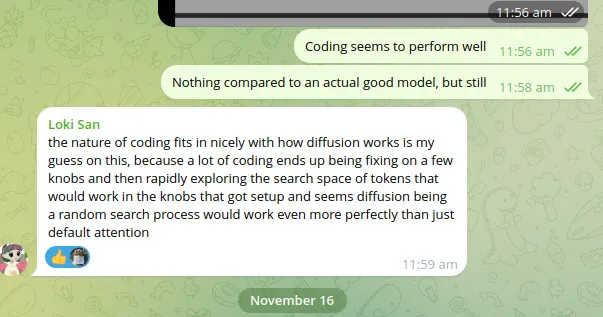 11:56 am
Coding seems to perform well 11:56 am
Nothing compared to an actual good model, but still 11:58 am
Loki San
the nature of coding fits in nicely with how diffusion works is my
guess on this, because a lot of coding ends up being fixing on a few
knobs and then rapidly exploring the search space of tokens that
would work in the knobs that got setup and seems diffusion being
a random search process would work even more perfectly than just
default attention
11:59 am
November 16